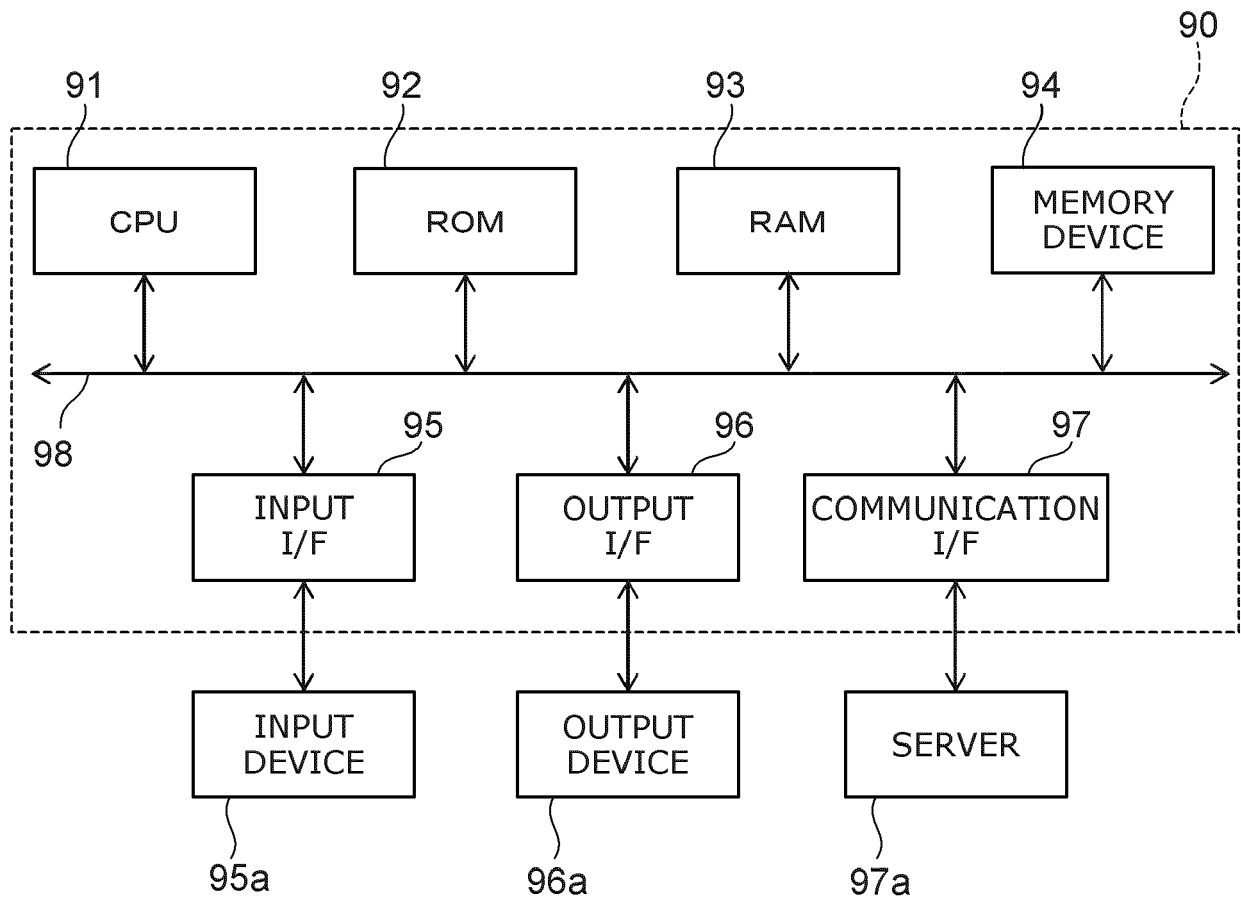 90
91
92
93
94
CPU
ROM
RAM
MEMORY
DEVICE
98
95
96
97
INPUT
I/F
OUTPUT
I/F
COMMUNICATION
I/F
INPUT
DEVICE
OUTPUT
DEVICE
SERVER
95a
96a
97a